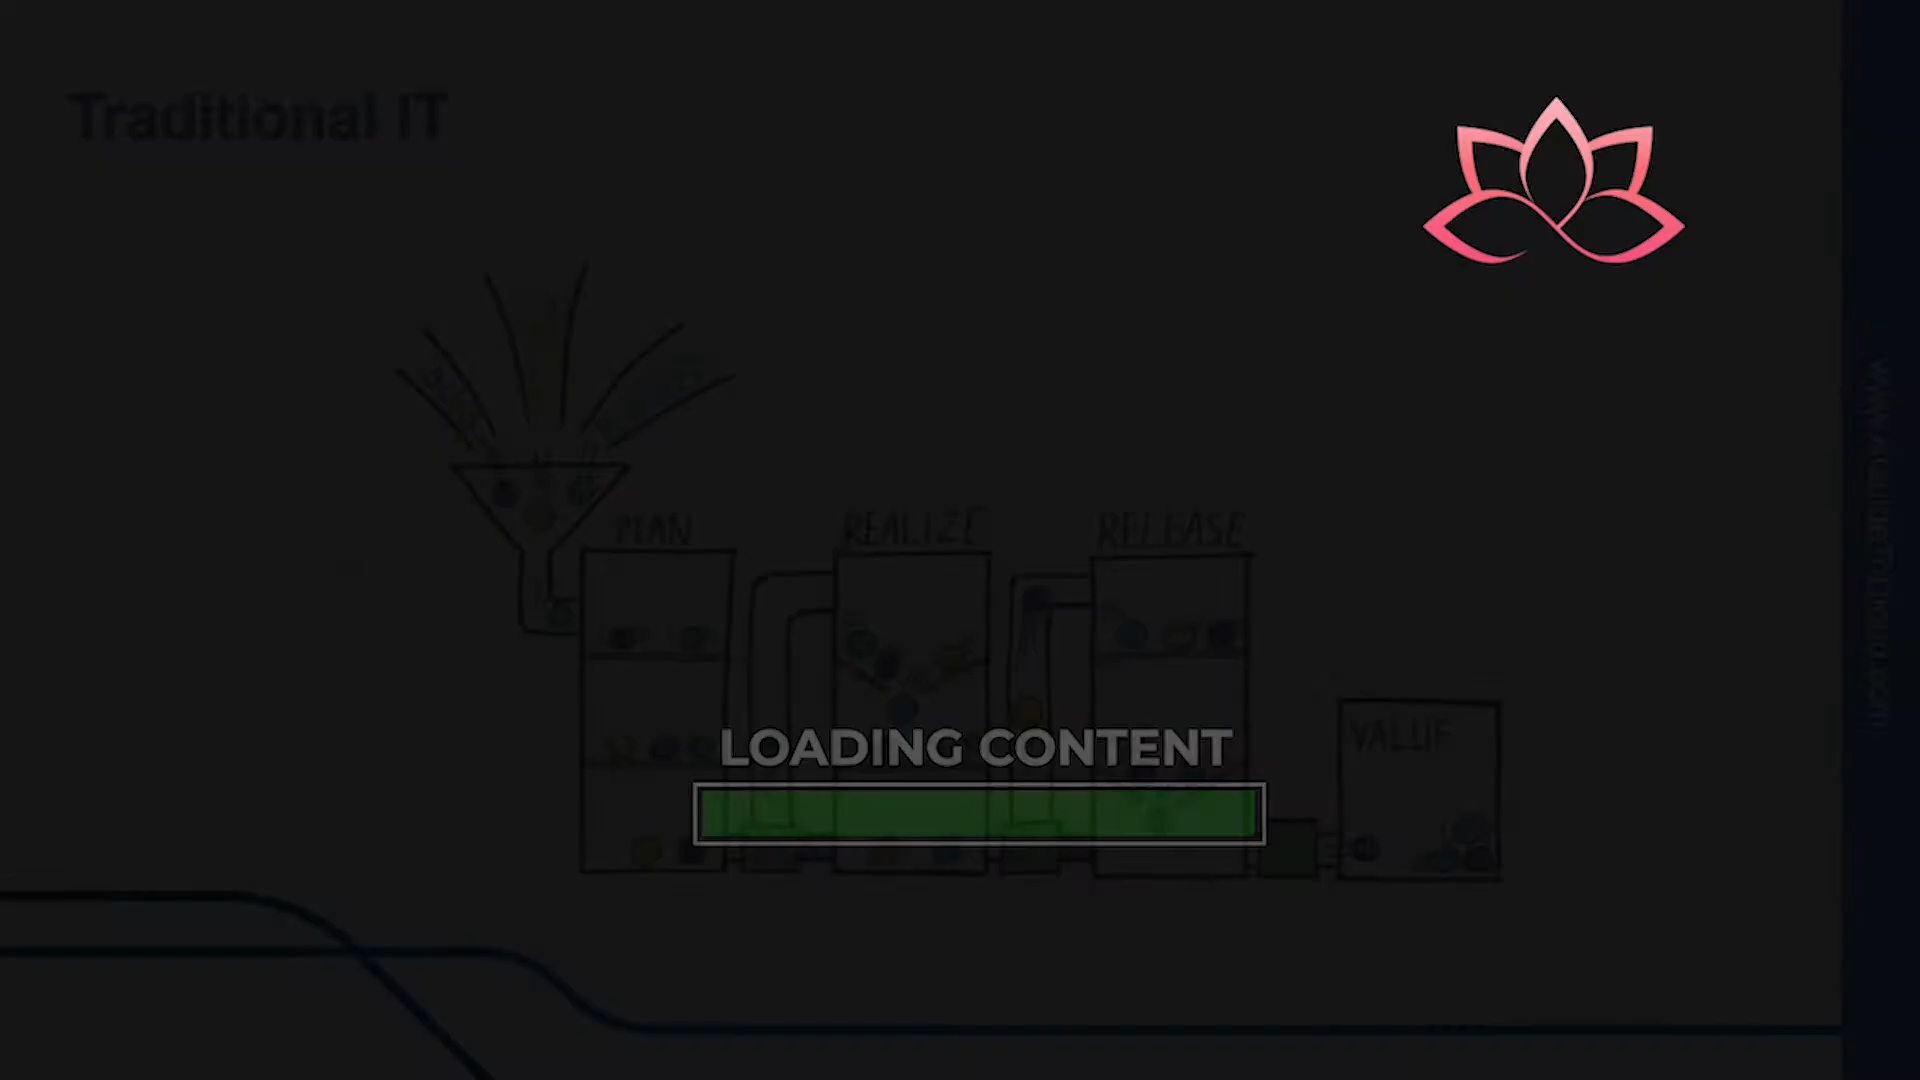 Traditional IT
PLAN
REALIZE
RELEASE
VALUE
LOADING CONTENT